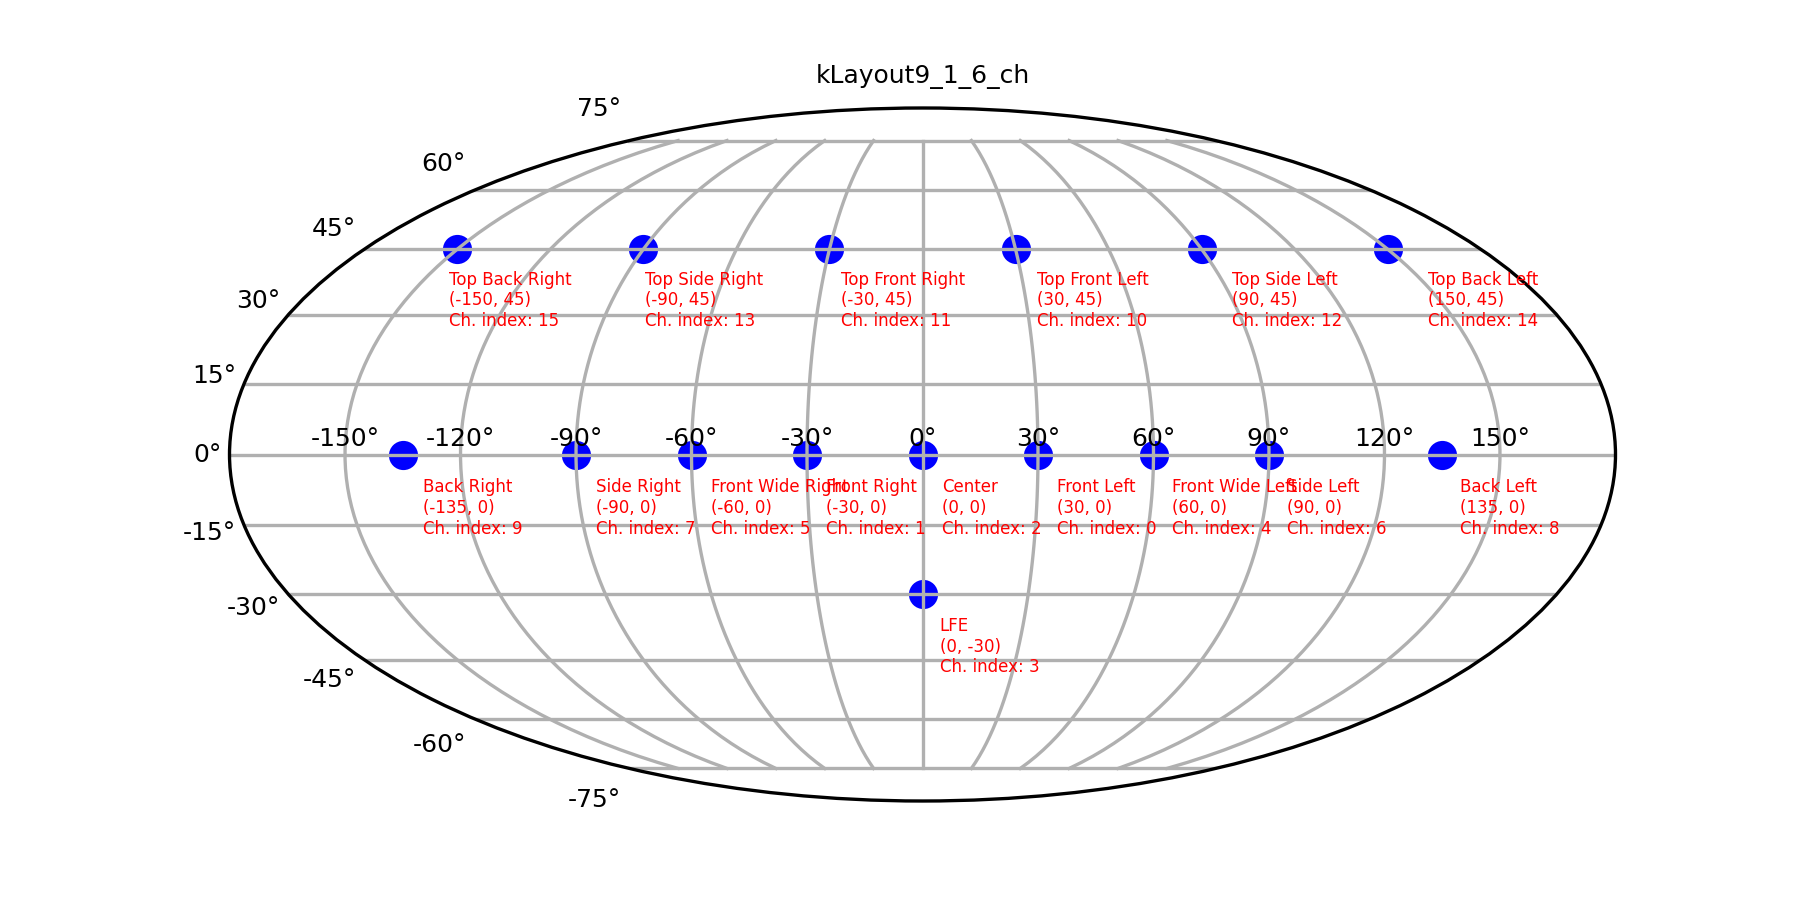 kLayout9_1_6_ch
75°
60°
45°
Top Back Right
(-150, 45)
Ch. index: 15
Top Side Right
(-90, 45)
Ch. index: 13
Top Front Right
(-30, 45)
Ch. index: 11
Top Front Left
(30, 45)
Ch. index: 10
Top Side Left
(90, 45)
Ch. index: 12
Top Back Left
(150, 45)
Ch. index: 14
30°
15°
0°
-150°
-120°
-90°
-60°
-30°
0°
30°
60°
90°
120°
150°
Back Right
(-135, 0)
Ch. index: 9
Side Right
(-90, 0)
Ch. index: 7
Front Wide Right
(-60, 0)
Ch. index: 5
Front Right
(-30, 0)
Ch. index: 1
Center
(0, 0)
Ch. index: 2
Front Left
(30, 0)
Ch. index: 0
Front Wide Left
(60, 0)
Ch. index: 4
Side Left
(90, 0)
Ch. index: 6
Back Left
(135, 0)
Ch. index: 8
-15°
-30°
LFE
(0, -30)
Ch. index: 3
-45°
-60°
-75°